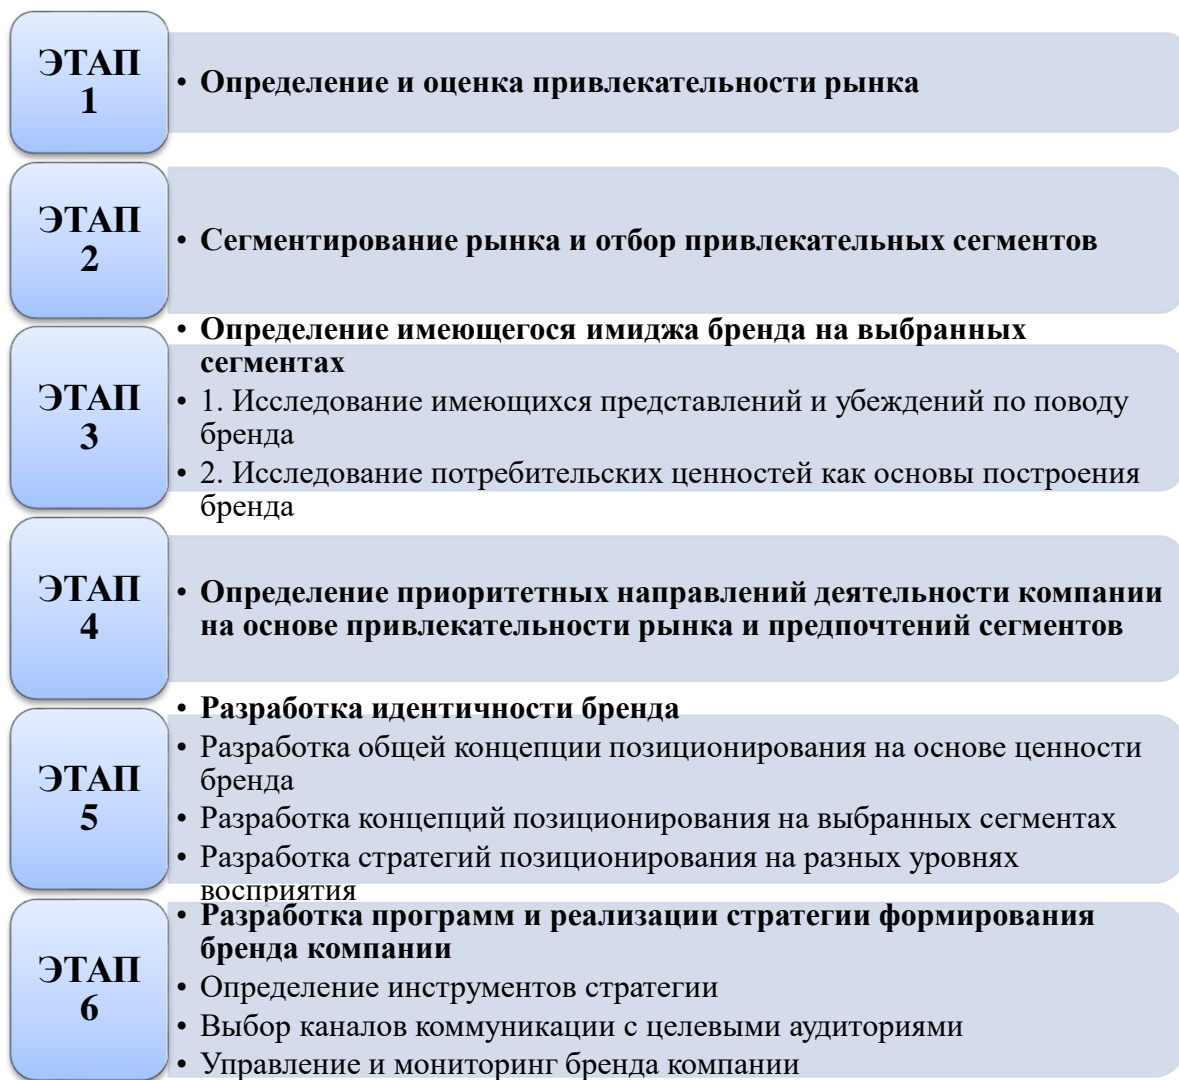 ЭТАП
1
• Определение и оценка привлекательности рынка
ЭТАП
2
• Сегментирование рынка и отбор привлекательных сегментов
ЭТАП
3
• Определение имеющегося имиджа бренда на выбранных
сегментах
• 1. Исследование имеющихся представлений и убеждений по поводу
бренда
• 2. Исследование потребительских ценностей как основы построения
бренда
ЭТАП
4
• Определение приоритетных направлений деятельности компании
на основе привлекательности рынка и предпочтений сегментов
ЭТАП
5
• Разработка идентичности бренда
• Разработка общей концепции позиционирования на основе ценности
бренда
• Разработка концепций позиционирования на выбранных сегментах
• Разработка стратегий позиционирования на разных уровнях
восприятия
ЭТАП
6
• Разработка программ и реализации стратегии формирования
бренда компании
• Определение инструментов стратегии
• Выбор каналов коммуникации с целевыми аудиториями
• Управление и мониторинг бренда компании